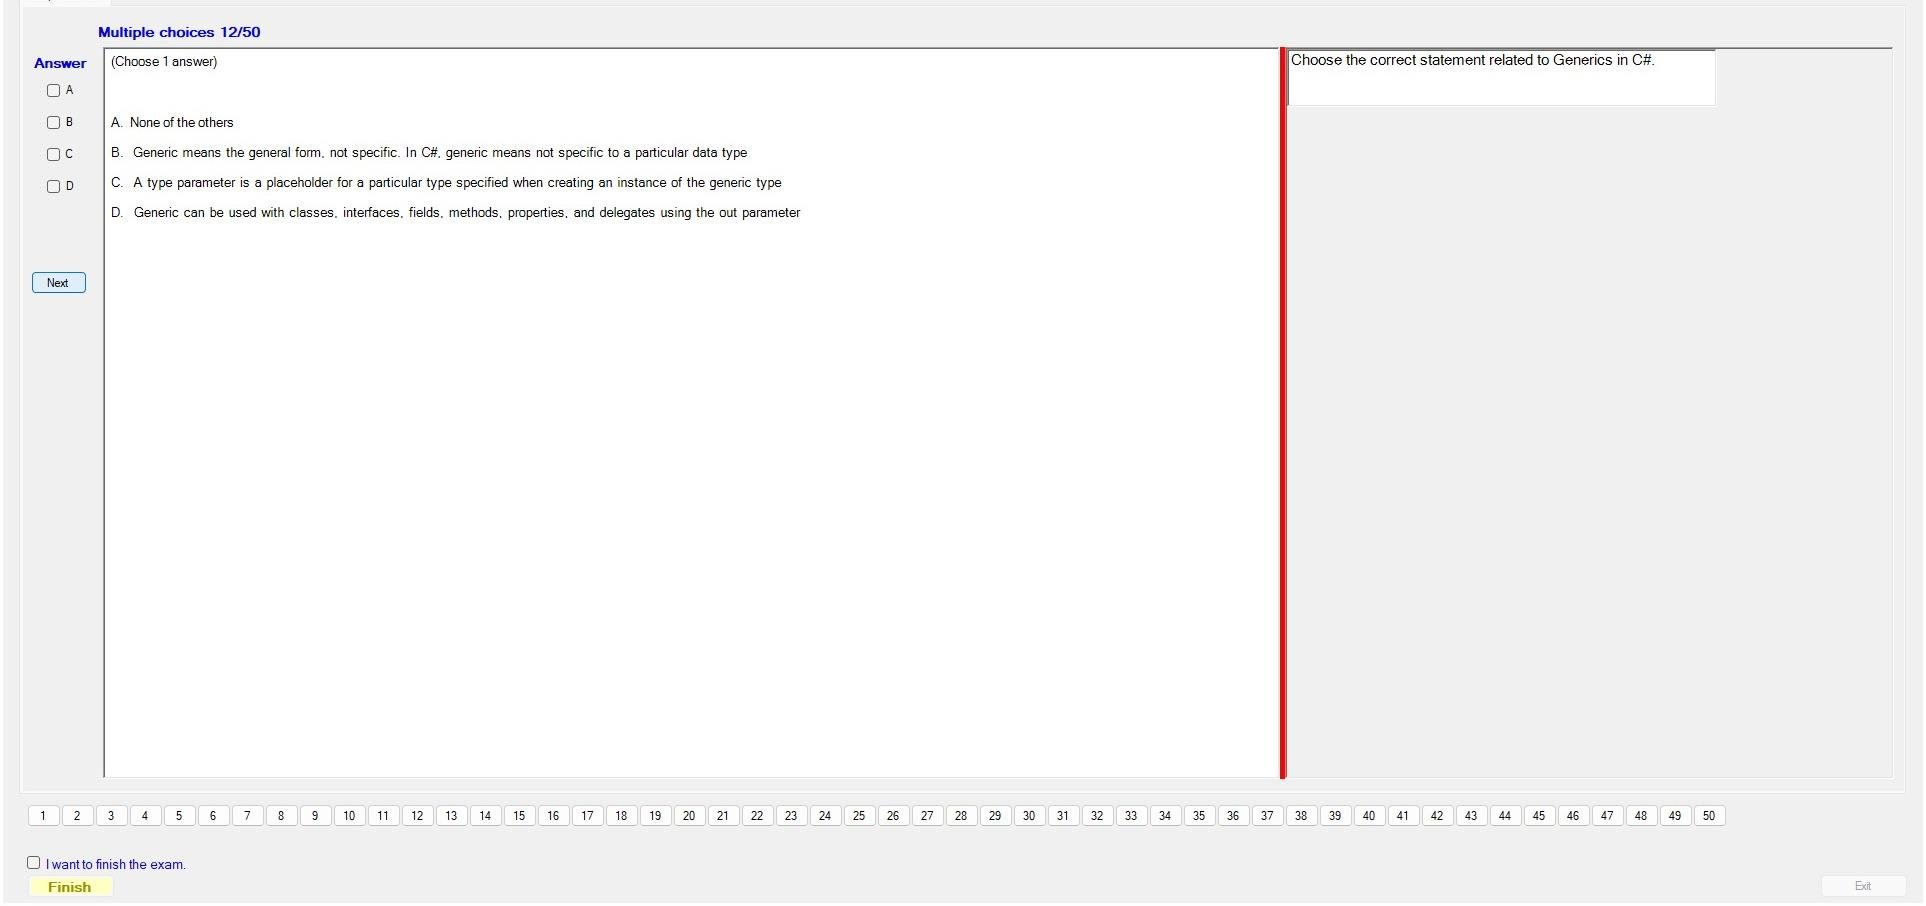 Multiple choices 12/50
Answer
(Choose 1 answer)
Choose the correct statement related to Generics in C#.
A
B
C
D
A. None of the others
B. Generic means the general form, not specific. In C#, generic means not specific to a particular data type
C. A type parameter is a placeholder for a particular type specified when creating an instance of the generic type
D. Generic can be used with classes, interfaces, fields, methods, properties, and delegates using the out parameter
Next
1 2 3 4 5 6 7 8 9 10 11 12 13 14 15 16 17 18 19 20 21 22 23 24 25 26 27 28 29 30 31 32 33 34 35 36 37 38 39 40 41 42 43 44 45 46 47 48 49 50
I want to finish the exam.
Finish
Exit